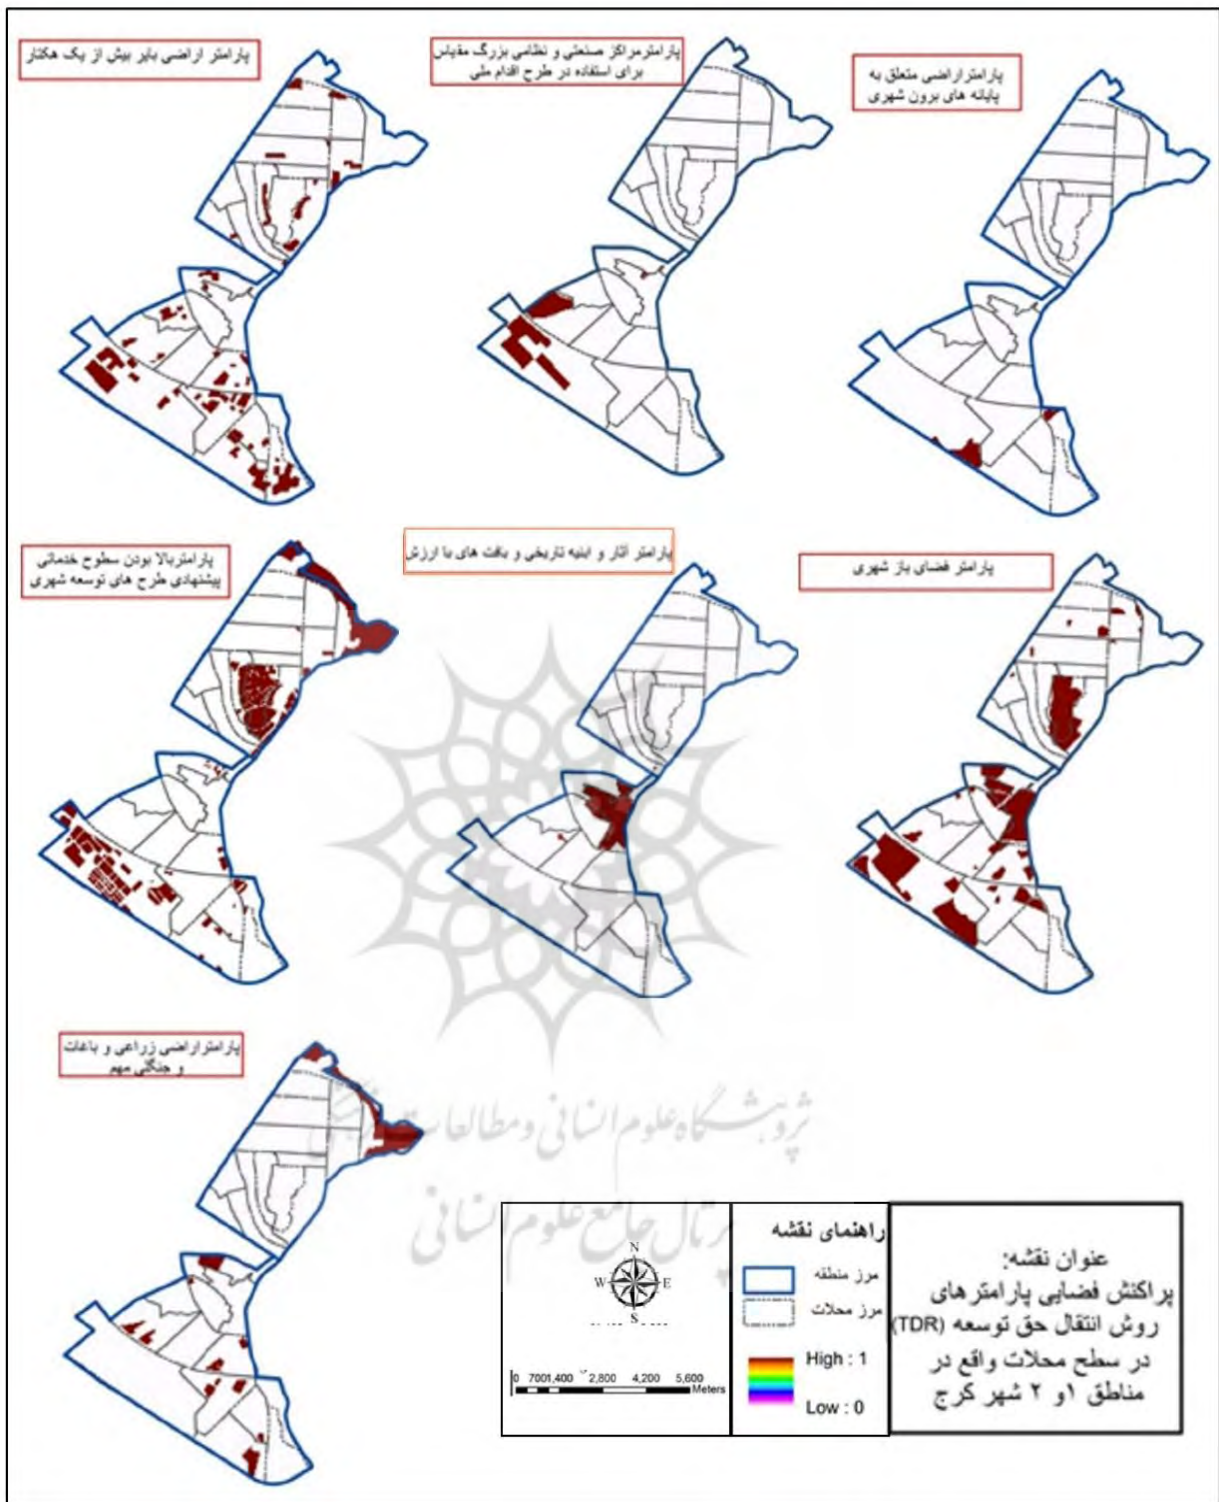 پارامتر اراضی بایر بیش از یک هکتار
پارامترمراکز صنعتی و نظامی بزرگ مقیاس
برای استفاده در طرح اقدام ملی
پارامتراراضی متعلق به
پایانه های برون شهری
پارامتربالا بودن سطوح خدماتی
پیشنهادی طرح های توسعه شهری
پارامتر آثار و ابنیه تاریخی و بافت های با ارزش
پارامتر فضای باز شهری
پارامتراراضی زراعی و باغات
و جنگلی مهم
پژوهشگاه علوم انسانی و مطالعات فرهنگی
پرتال جامع علوم انسانی
N
W
E
S
0 7001,400 2,800 4,200 5,600
Meters
راهنمای نقشه
مرز منطقه
مرز محلات
High : 1
Low : 0
عنوان نقشه:
پراکنش فضایی پارامترهای
روش انتقال حق توسعه (TDR)
در سطح محلات واقع در
مناطق ۱و ۲ شهر کرج